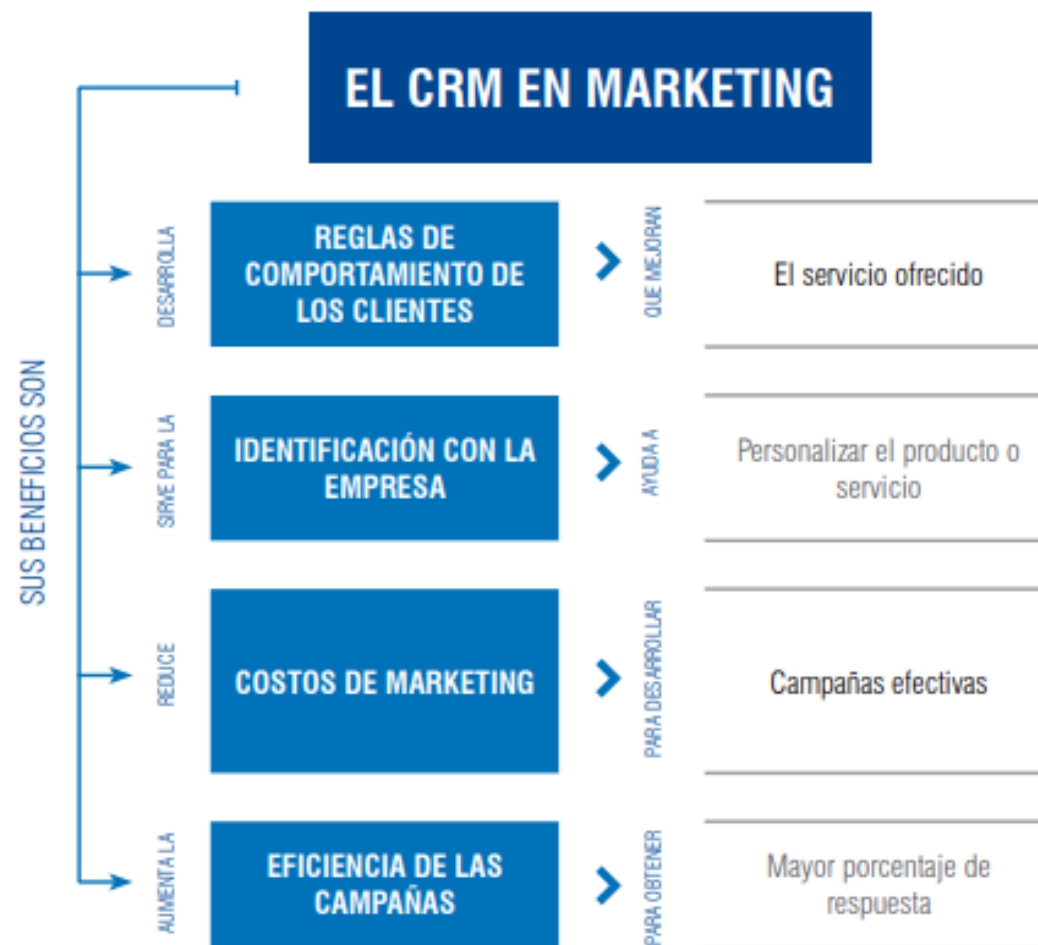 EL CRM EN MARKETING
SUS BENEFICIOS SON
DESARROLLA
REGLAS DE
COMPORTAMIENTO DE
LOS CLIENTES
QUE MEJORAN
El servicio ofrecido
SIRVE PARA LA
IDENTIFICACIÓN CON LA
EMPRESA
AYUDA A
Personalizar el producto o
servicio
REDUCE
COSTOS DE MARKETING
PARA DESARROLLAR
Campañas efectivas
AUMENTA LA
EFICIENCIA DE LAS
CAMPAÑAS
PARA OBTENER
Mayor porcentaje de
respuesta